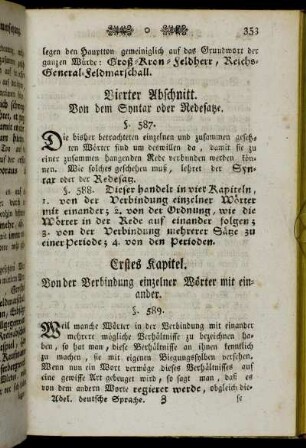 353
legen den Hauptton gemeiniglich auf das Grundwort der
ganzen Würde: Groß-Kron-Feldherr, Reichs-
General-Feldmarschall.
Vierter Abschnitt.
Von dem Syntax oder Redesatze.
§. 587.
Die bisher betrachteten einzelnen und zusammen gesetz-
ten Wörter sind um deswillen da, damit sie zu
einer zusammen hangenden Rede verbunden werden kön-
nen. Wie solches geschehen muß, lehret der Syn-
tax oder der Redesatz.
§. 588. Dieser handelt in vier Kapiteln,
1. von der Verbindung einzelner Wörter
mit einander; 2. von der Ordnung, wie die
Wörter in der Rede auf einander folgen;
3. von der Verbindung mehrerer Sätze zu
einer Periode; 4. von den Perioden.
Erstes Kapitel.
Von der Verbindung einzelner Wörter mit ein-
ander.
§. 589.
Weil manche Wörter in der Verbindung mit einander
mehrere mögliche Verhältnisse zu bezeichnen ha-
ben, so hat man, diese Verhältnisse an ihnen kenntlich
zu machen, sie mit eigenen Biegungssylben versehen.
Wenn nun ein Wort vermöge dieses Verhältnisses auf
eine gewisse Art gebeuget wird, so sagt man, daß es
von dem andern Worte regieret werde, obgleich die-
Adel. deutsche Sprache. Z se